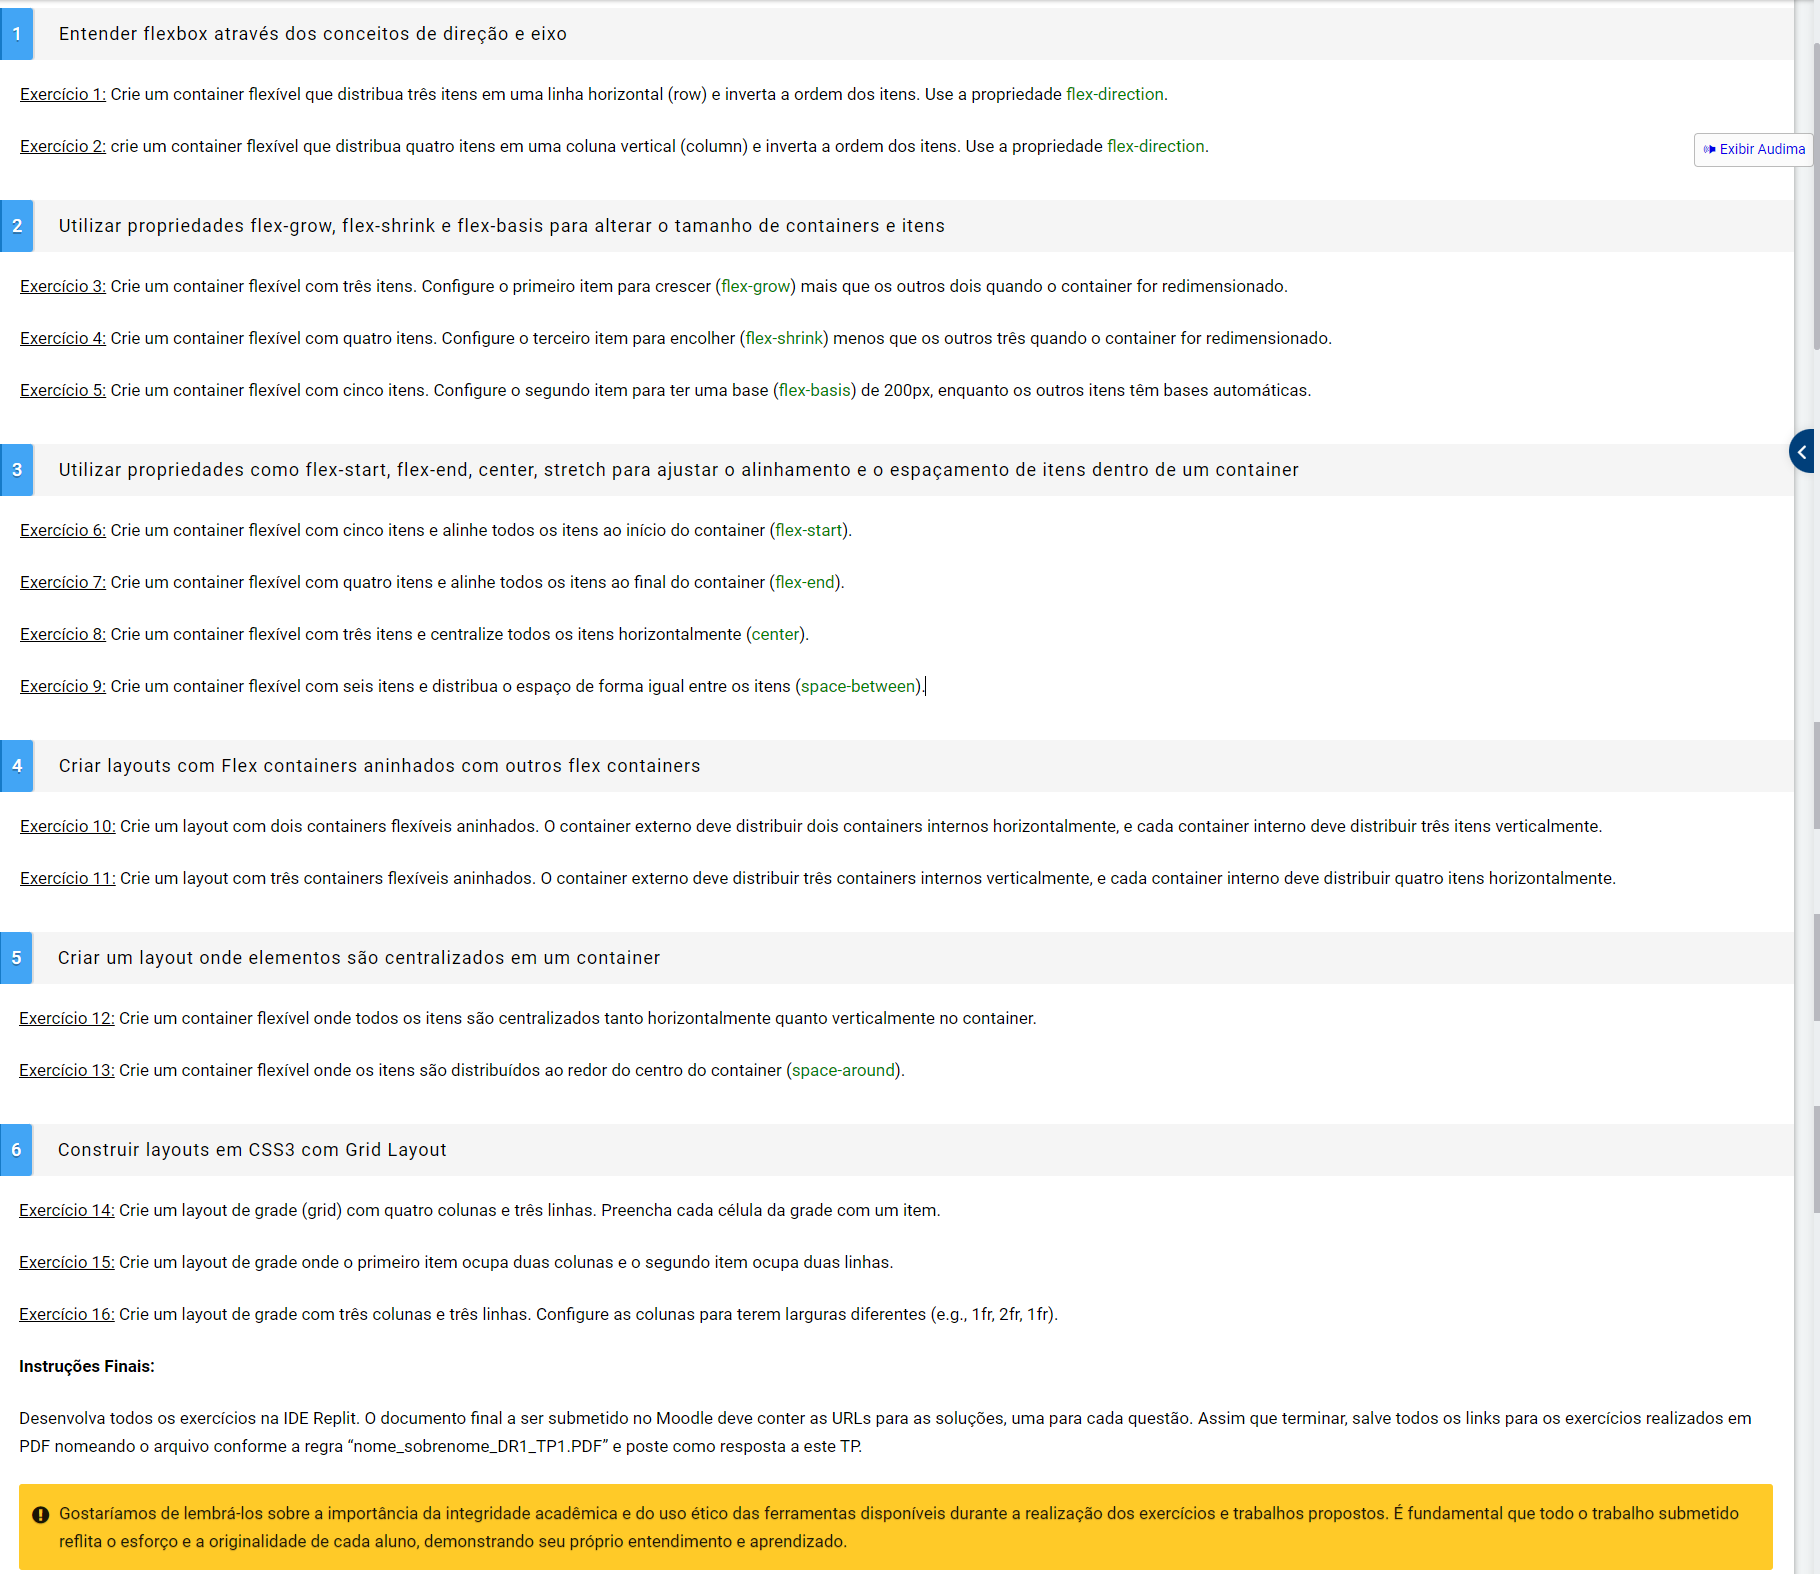 1 Entender flexbox através dos conceitos de direção e eixo
Exercício 1: Crie um container flexível que distribua três itens em uma linha horizontal (row) e inverta a ordem dos itens. Use a propriedade flex-direction.
Exercício 2: crie um container flexível que distribua quatro itens em uma coluna vertical (column) e inverta a ordem dos itens. Use a propriedade flex-direction.
Exibir Audima
2 Utilizar propriedades flex-grow, flex-shrink e flex-basis para alterar o tamanho de containers e itens
Exercício 3: Crie um container flexível com três itens. Configure o primeiro item para crescer (flex-grow) mais que os outros dois quando o container for redimensionado.
Exercício 4: Crie um container flexível com quatro itens. Configure o terceiro item para encolher (flex-shrink) menos que os outros três quando o container for redimensionado.
Exercício 5: Crie um container flexível com cinco itens. Configure o segundo item para ter uma base (flex-basis) de 200px, enquanto os outros itens têm bases automáticas.
3 Utilizar propriedades como flex-start, flex-end, center, stretch para ajustar o alinhamento e o espaçamento de itens dentro de um container
Exercício 6: Crie um container flexível com cinco itens e alinhe todos os itens ao início do container (flex-start).
Exercício 7: Crie um container flexível com quatro itens e alinhe todos os itens ao final do container (flex-end).
Exercício 8: Crie um container flexível com três itens e centralize todos os itens horizontalmente (center).
Exercício 9: Crie um container flexível com seis itens e distribua o espaço de forma igual entre os itens (space-between).
4 Criar layouts com Flex containers aninhados com outros flex containers
Exercício 10: Crie um layout com dois containers flexíveis aninhados. O container externo deve distribuir dois containers internos horizontalmente, e cada container interno deve distribuir três itens verticalmente.
Exercício 11: Crie um layout com três containers flexíveis aninhados. O container externo deve distribuir três containers internos verticalmente, e cada container interno deve distribuir quatro itens horizontalmente.
5 Criar um layout onde elementos são centralizados em um container
Exercício 12: Crie um container flexível onde todos os itens são centralizados tanto horizontalmente quanto verticalmente no container.
Exercício 13: Crie um container flexível onde os itens são distribuídos ao redor do centro do container (space-around).
6 Construir layouts em CSS3 com Grid Layout
Exercício 14: Crie um layout de grade (grid) com quatro colunas e três linhas. Preencha cada célula da grade com um item.
Exercício 15: Crie um layout de grade onde o primeiro item ocupa duas colunas e o segundo item ocupa duas linhas.
Exercício 16: Crie um layout de grade com três colunas e três linhas. Configure as colunas para terem larguras diferentes (e.g., 1fr, 2fr, 1fr).
Instruções Finais:
Desenvolva todos os exercícios na IDE Replit. O documento final a ser submetido no Moodle deve conter as URLs para as soluções, uma para cada questão. Assim que terminar, salve todos os links para os exercícios realizados em
PDF nomeando o arquivo conforme a regra “nome_sobrenome_DR1_TP1.PDF” e poste como resposta a este TP.
Gostaríamos de lembrá-los sobre a importância da integridade acadêmica e do uso ético das ferramentas disponíveis durante a realização dos exercícios e trabalhos propostos. É fundamental que todo o trabalho submetido
reflita o esforço e a originalidade de cada aluno, demonstrando seu próprio entendimento e aprendizado.